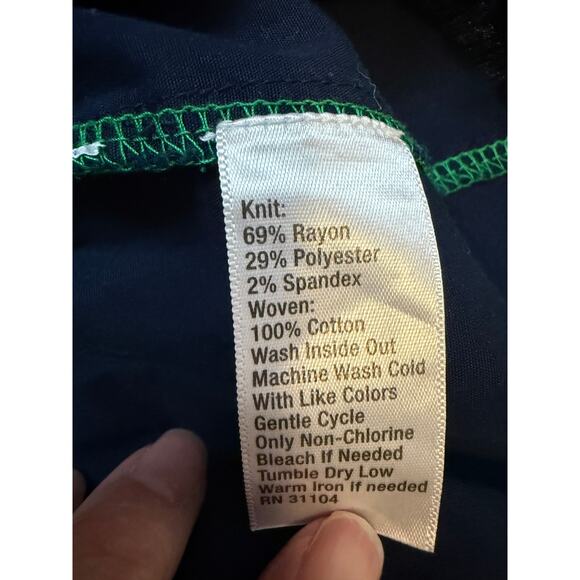 Knit:
69% Rayon
29% Polyester
2% Spandex
Woven:
100% Cotton
Wash Inside Out
Machine Wash Cold
With Like Colors
Gentle Cycle
Only Non-Chlorine
Bleach If Needed
Tumble Dry Low
Warm Iron if needed
RN 31104